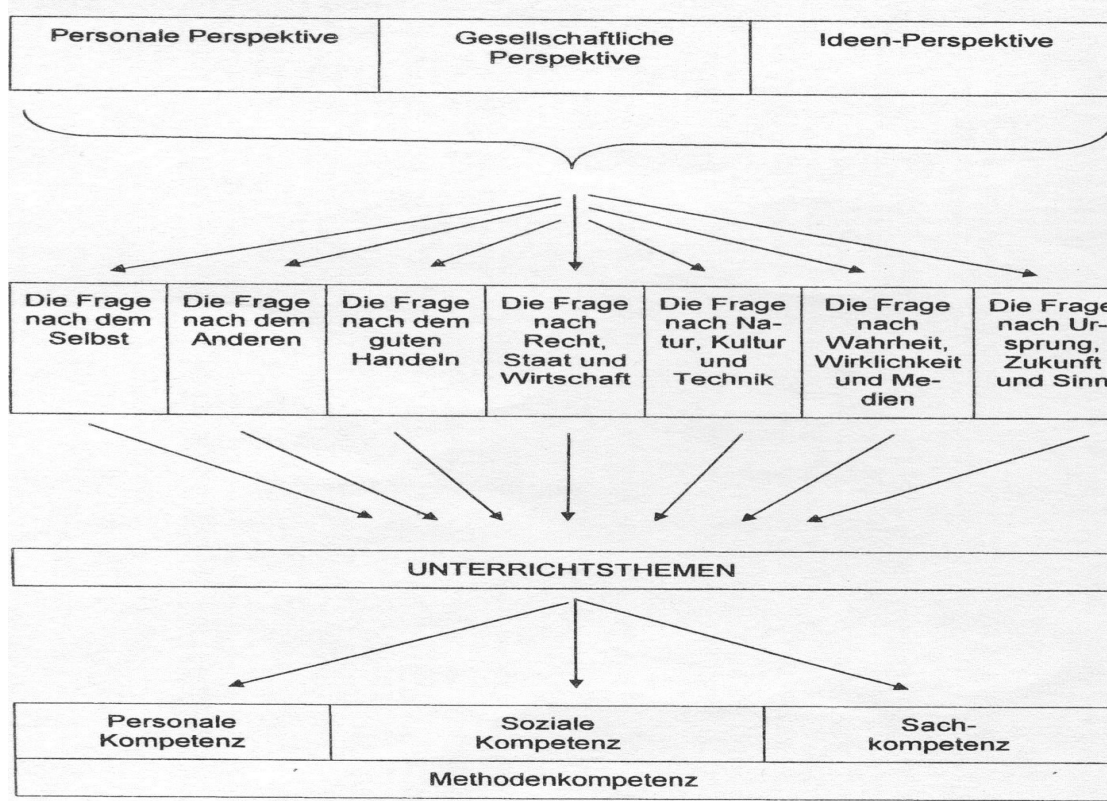 Personale Perspektive
Gesellschaftliche
Perspektive
Ideen-Perspektive
Die Frage
nach dem
Selbst
Die Frage
nach dem
Anderen
Die Frage
nach dem
guten
Handeln
Die Frage
nach
Recht,
Staat und
Wirtschaft
Die Frage
nach Na-
tur, Kultur
und
Technik
Die Frage
nach
Wahrheit,
Wirklichkeit
und Me-
dien
Die Frage
nach Ur-
sprung,
Zukunft
und Sinn
UNTERRICHTSTHEMEN
Personale
Kompetenz
Soziale
Kompetenz
Sach-
kompetenz
Methodenkompetenz